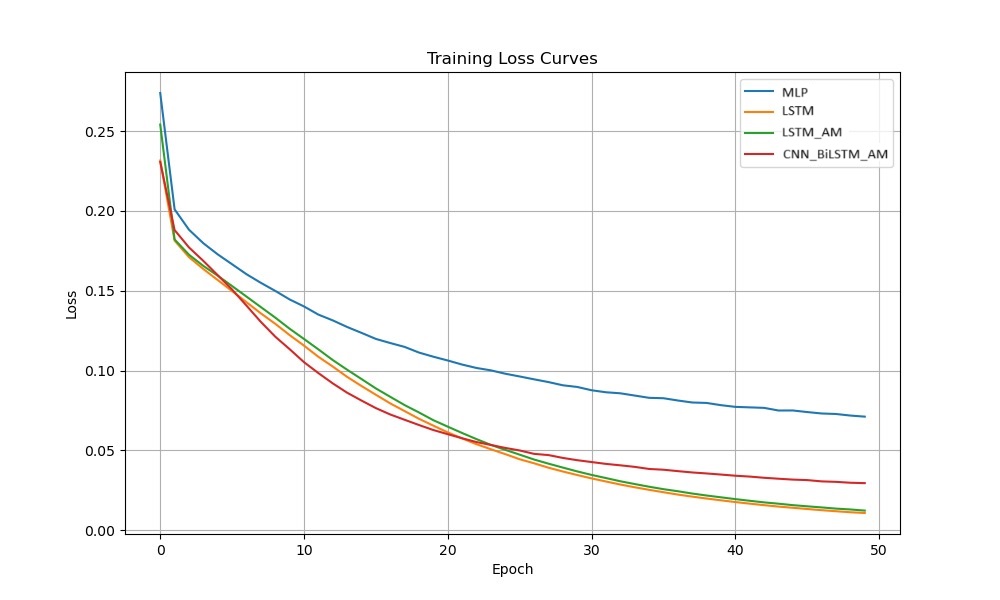 Training Loss Curves
MLP
LSTM
LSTM_AM
CNN_BiLSTM_AM
Loss
0.25
0.20
0.15
0.10
0.05
0.00
0 10 20 30 40 50
Epoch